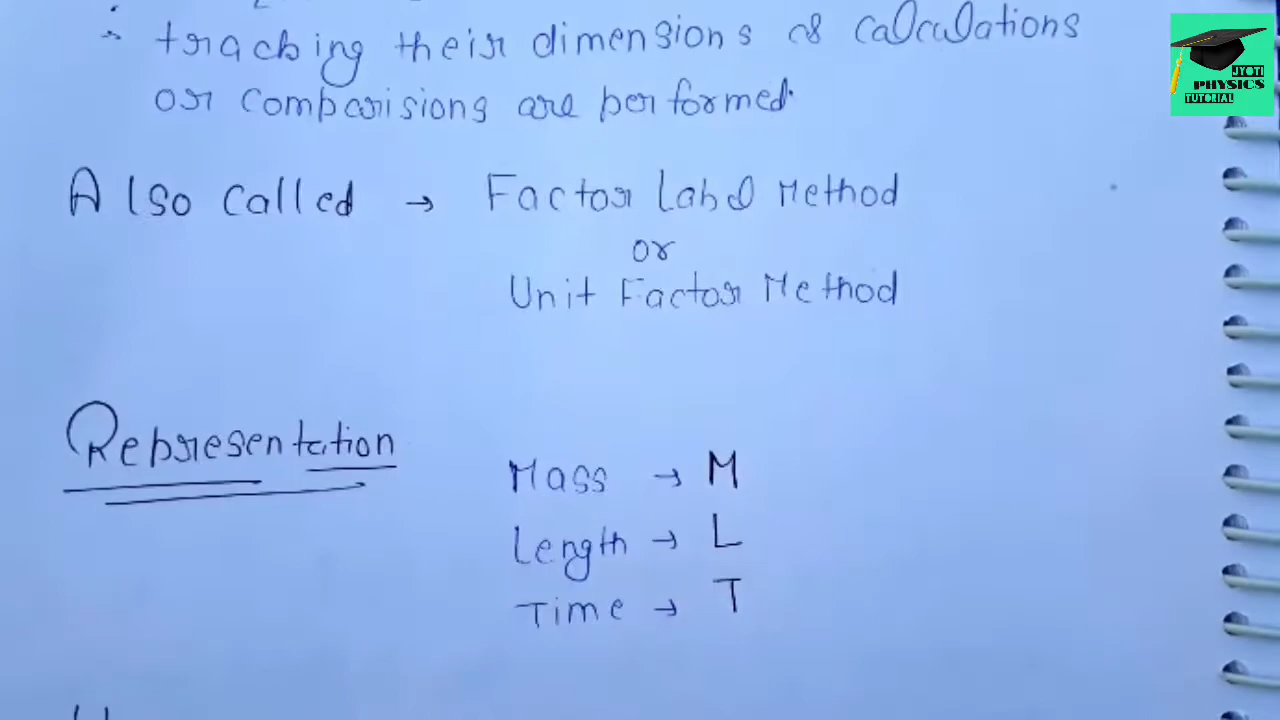 tracking their dimensions as calculations
or comparisions are performed.
Also called → Factor Label Method
or
Unit Factor Method
Representation
Mass → M
Length → L
Time → T
JYOTI
PHYSICS
TUTORIAL